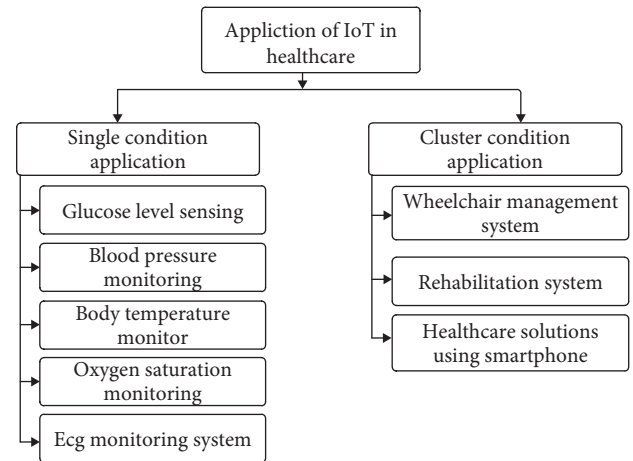 Appliction of IoT in
healthcare
Single condition
application
Glucose level sensing
Blood pressure
monitoring
Body temperature
monitor
Oxygen saturation
monitoring
Ecg monitoring system
Cluster condition
application
Wheelchair management
system
Rehabilitation system
Healthcare solutions
using smartphone